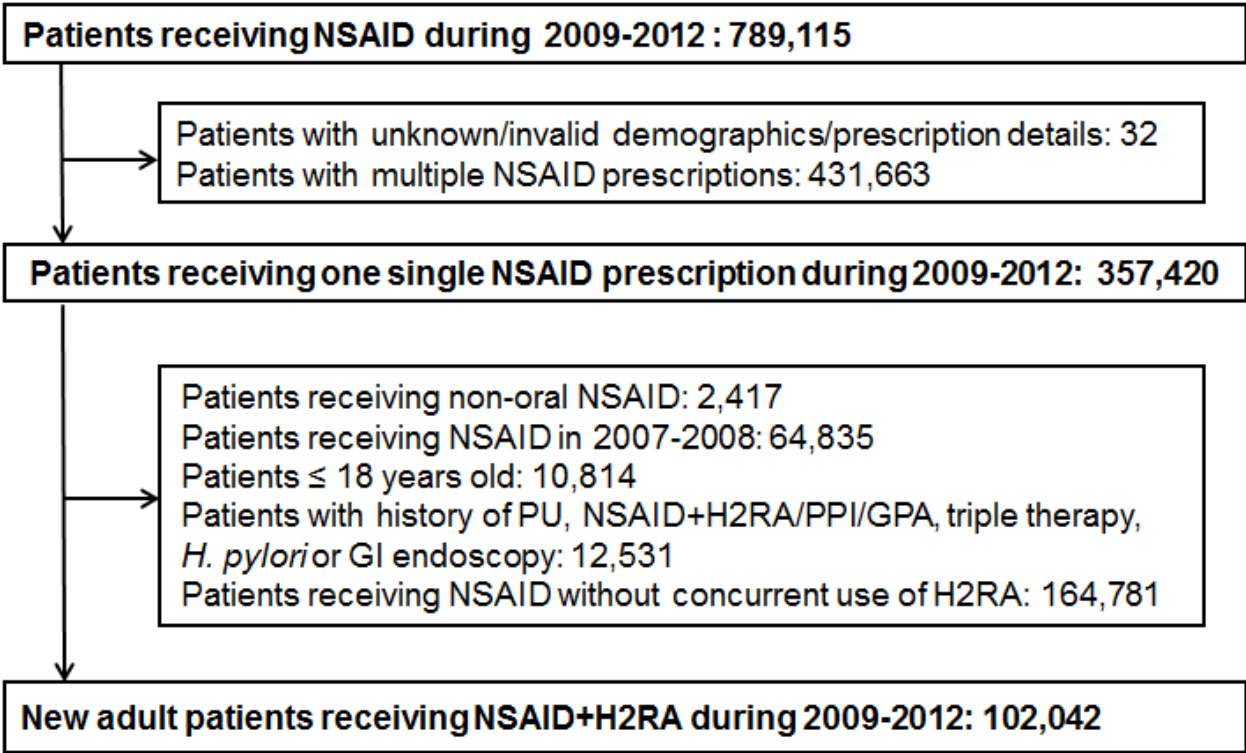 Patients receiving NSAID during 2009-2012 : 789,115
Patients with unknown/invalid demographics/prescription details: 32
Patients with multiple NSAID prescriptions: 431,663
Patients receiving one single NSAID prescription during 2009-2012: 357,420
Patients receiving non-oral NSAID: 2,417
Patients receiving NSAID in 2007-2008: 64,835
Patients ≤ 18 years old: 10,814
Patients with history of PU, NSAID+H2RA/PPI/GPA, triple therapy,
H. pylori or GI endoscopy: 12,531
Patients receiving NSAID without concurrent use of H2RA: 164,781
New adult patients receiving NSAID+H2RA during 2009-2012: 102,042